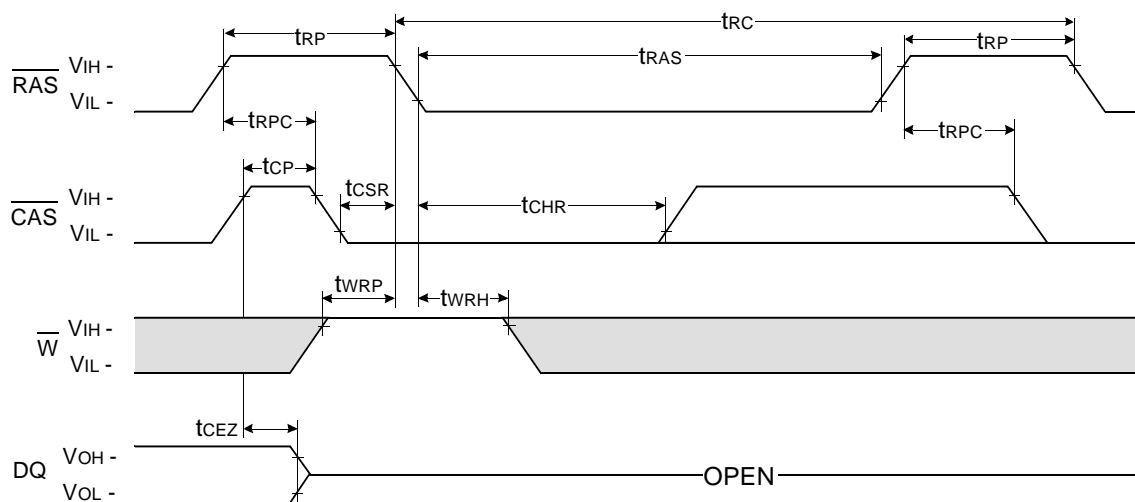 tRC
tRP
tRP
tRAS
RAS
VIH -
VIL -
tRPC
tRPC
tCP
tCSR
tCHR
CAS
VIH -
VIL -
tWRP
tWRH
W
VIH -
VIL -
tCEZ
DQ
VOH -
VOL -
OPEN